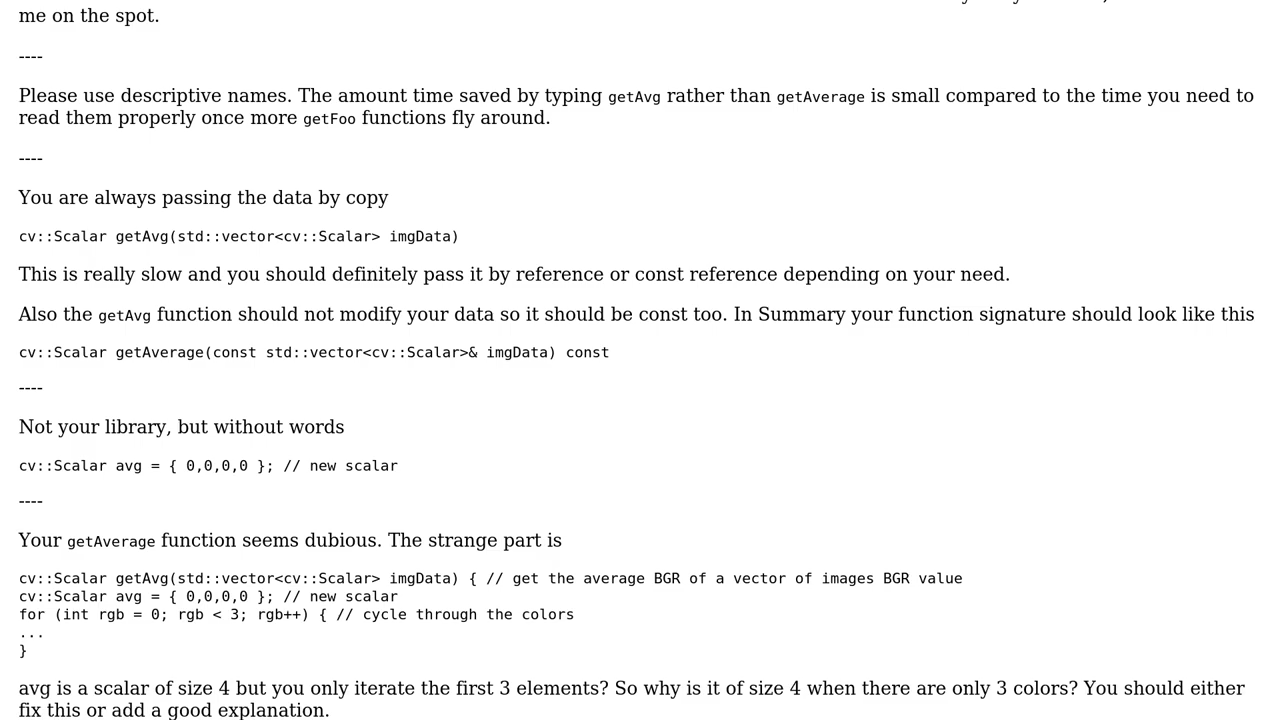 me on the spot.
----
Please use descriptive names. The amount time saved by typing getAvg rather than getAverage is small compared to the time you need to
read them properly once more getFoo functions fly around.
----
You are always passing the data by copy
cv::Scalar getAvg(std::vector<cv::Scalar> imgData)
This is really slow and you should definitely pass it by reference or const reference depending on your need.
Also the getAvg function should not modify your data so it should be const too. In Summary your function signature should look like this
cv::Scalar getAverage(const std::vector<cv::Scalar>& imgData) const
----
Not your library, but without words
cv::Scalar avg = { 0,0,0,0 }; // new scalar
----
Your getAverage function seems dubious. The strange part is
cv::Scalar getAvg(std::vector<cv::Scalar> imgData) { // get the average BGR of a vector of images BGR value
cv::Scalar avg = { 0,0,0,0 }; // new scalar
for (int rgb = 0; rgb < 3; rgb++) { // cycle through the colors
...
}
avg is a scalar of size 4 but you only iterate the first 3 elements? So why is it of size 4 when there are only 3 colors? You should either
fix this or add a good explanation.